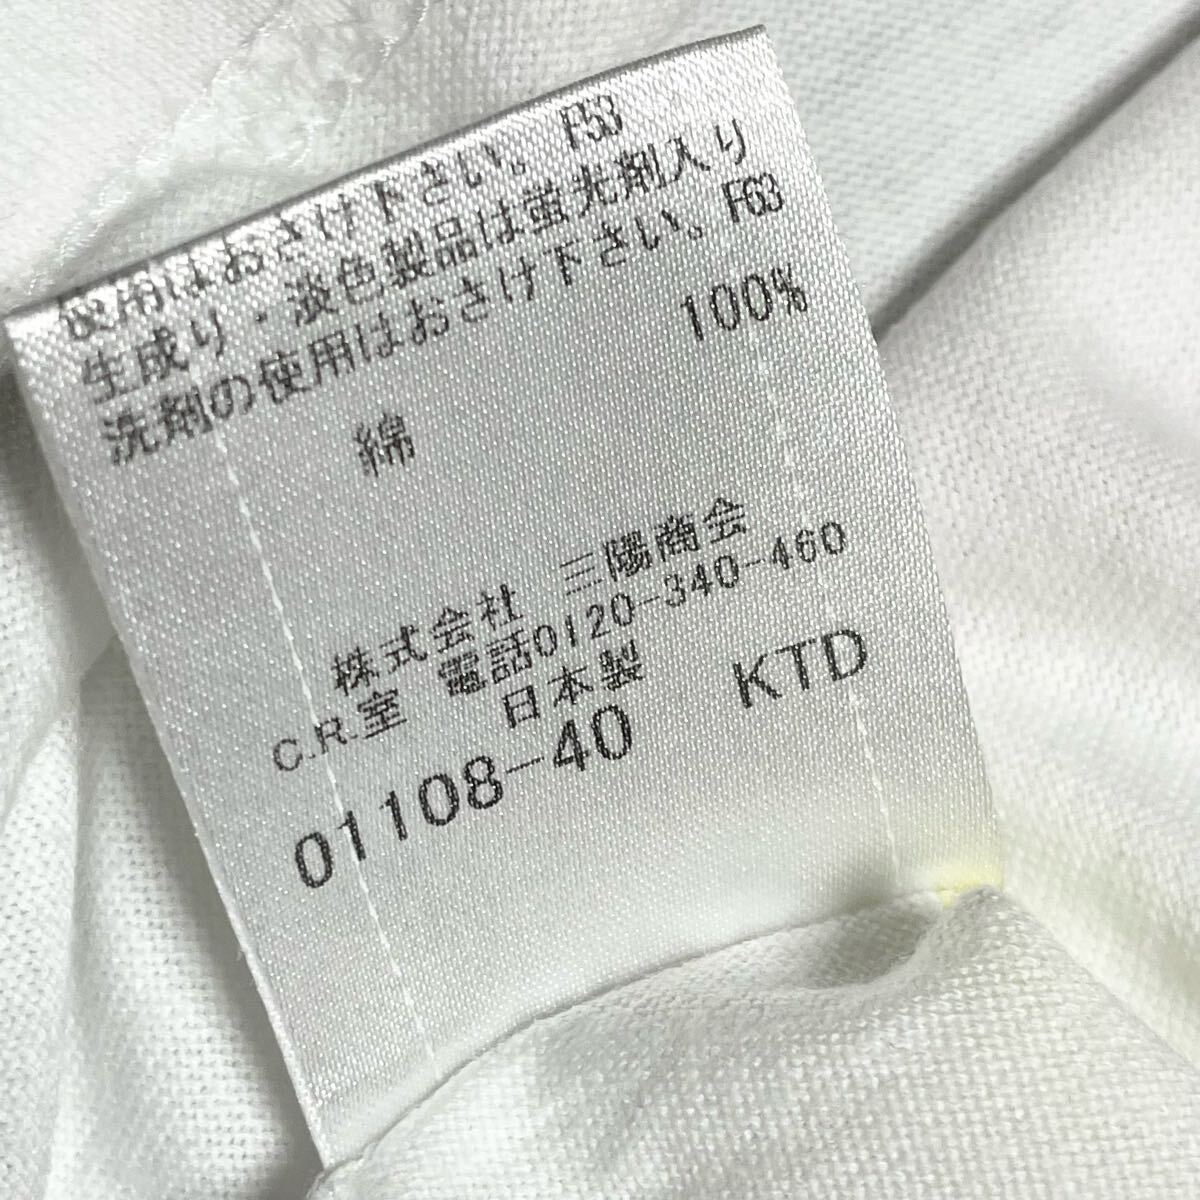 使用はおさけ下さい。 F53
生成り・淡色製品は蛍光剤入り
洗剤の使用はおさけ下さい。 F63
綿 100%
株式会社 三陽商会
C.R.室 電話0120-340-460
日本製
01108-40 KTD